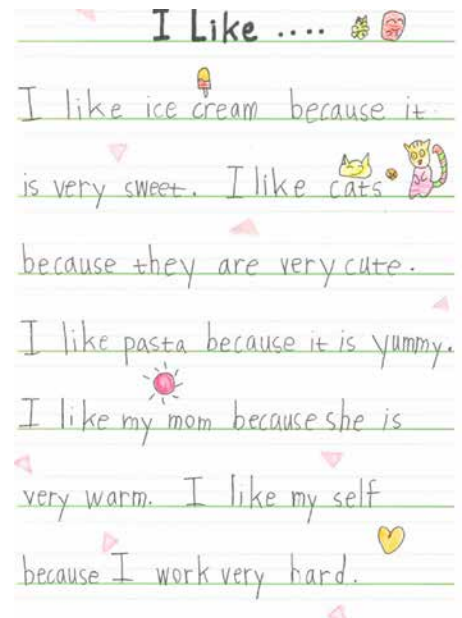 I Like ....
I like ice cream because it
is very sweet. I like cats
because they are very cute.
I like pasta because it is yummy.
I like my mom because she is
very warm. I like my self
because I work very hard.